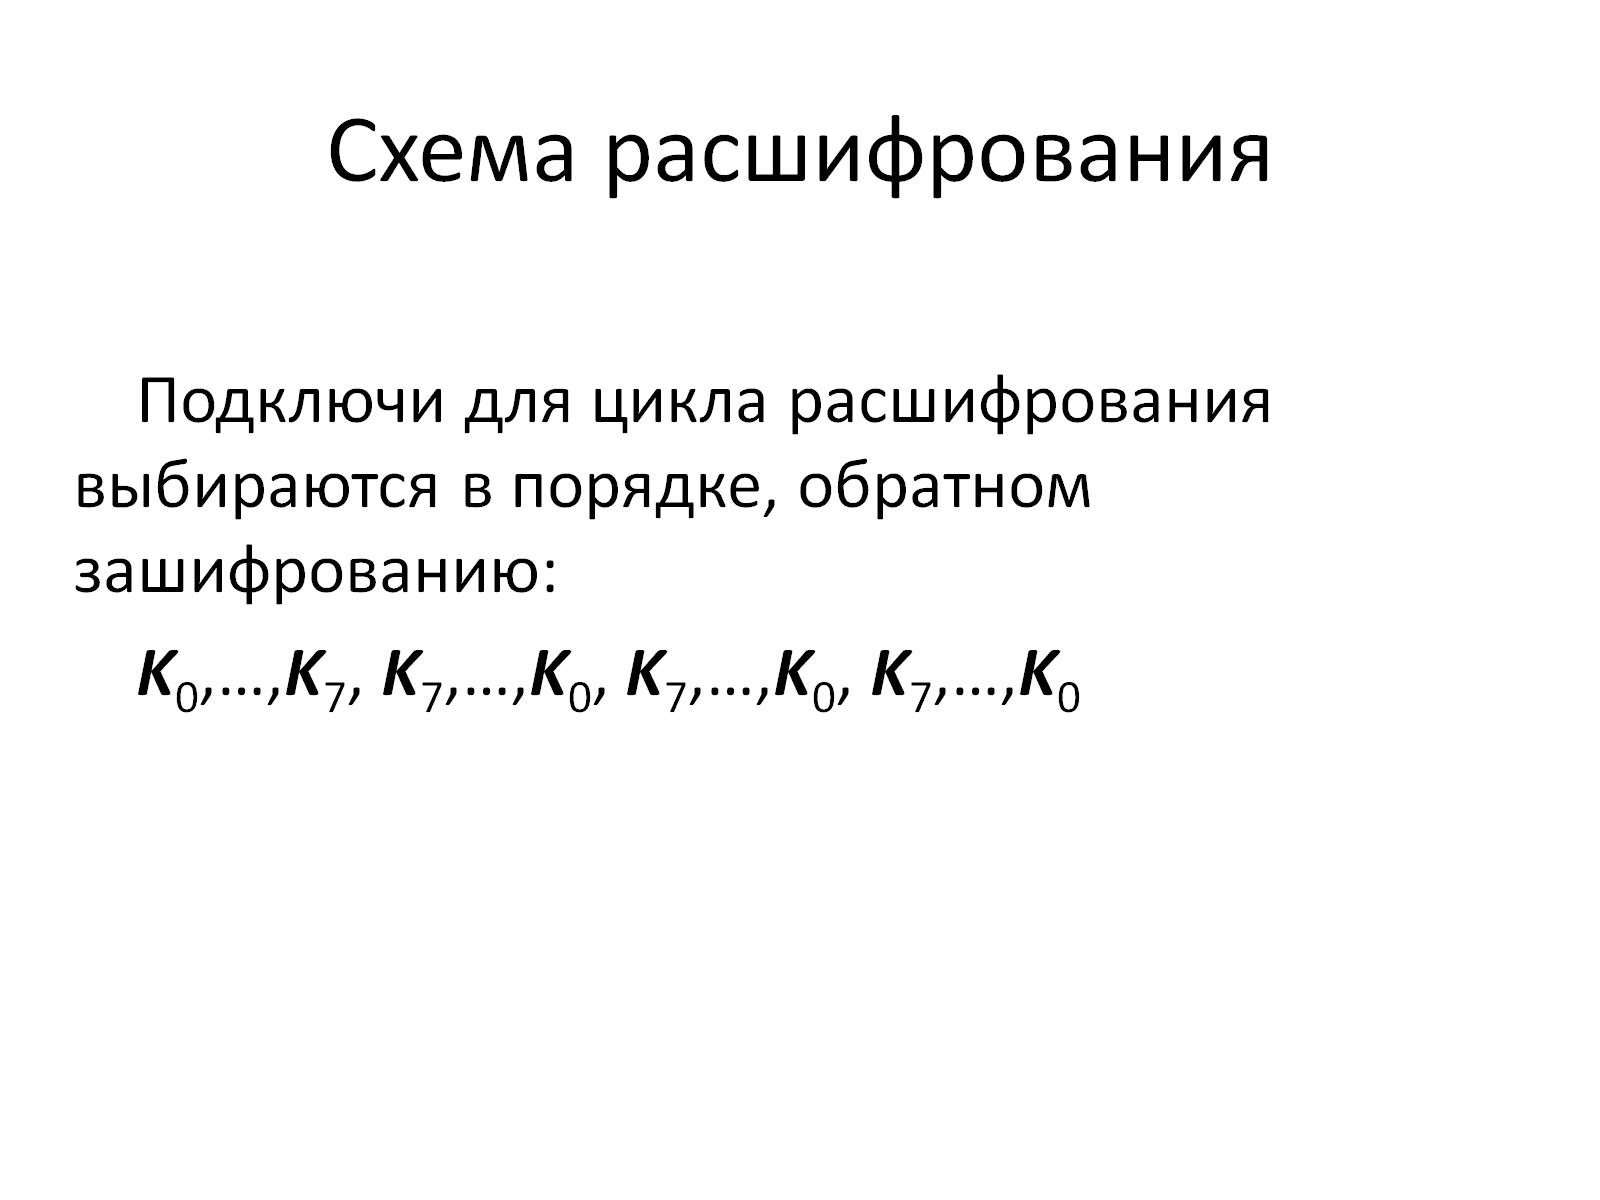 Схема расшифрования
Подключи для цикла расшифрования
выбираются в порядке, обратном
зашифрованию:
K₀,…,K₇, K₇,…,K₀, K₇,…,K₀, K₇,…,K₀